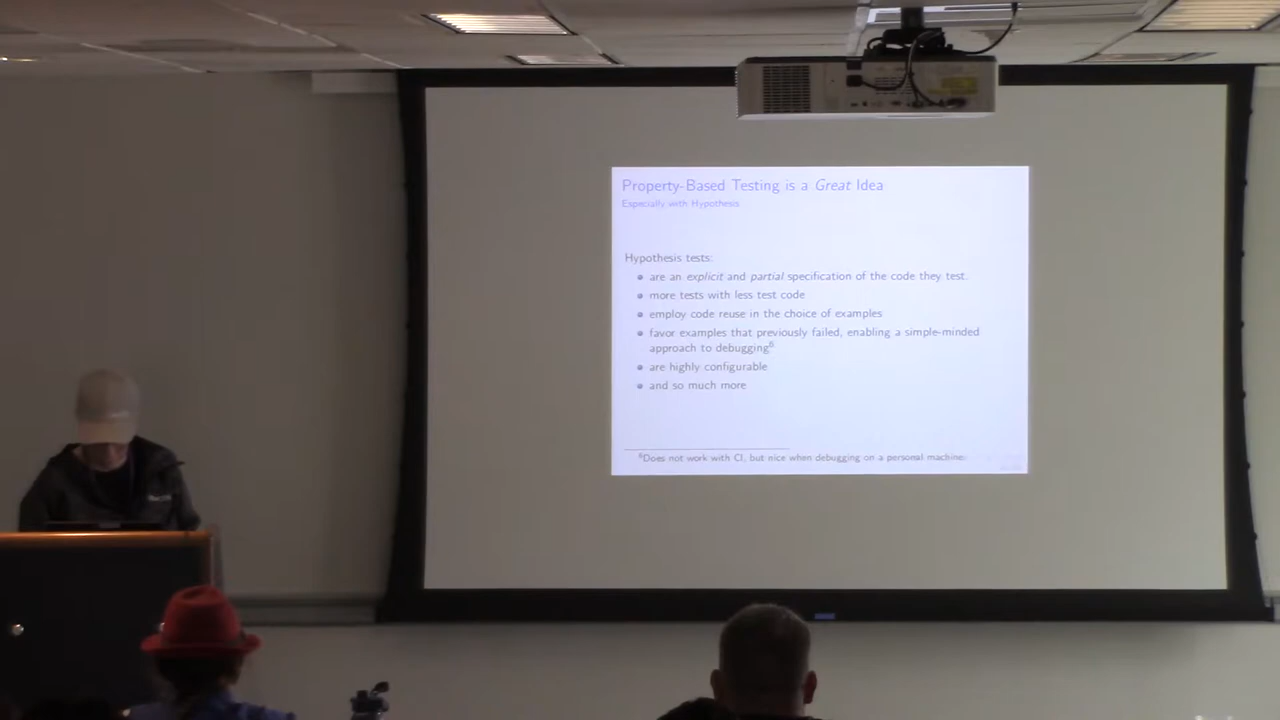 Property-Based Testing is a Great Idea
Especially with Hypothesis
Hypothesis tests:
are an explicit and partial specification of the code they test.
more tests with less test code
employ code reuse in the choice of examples
favor examples that previously failed, enabling a simple-minded
approach to debugging⁶
are highly configurable
and so much more
⁶Does not work with CI, but nice when debugging on a personal machine.